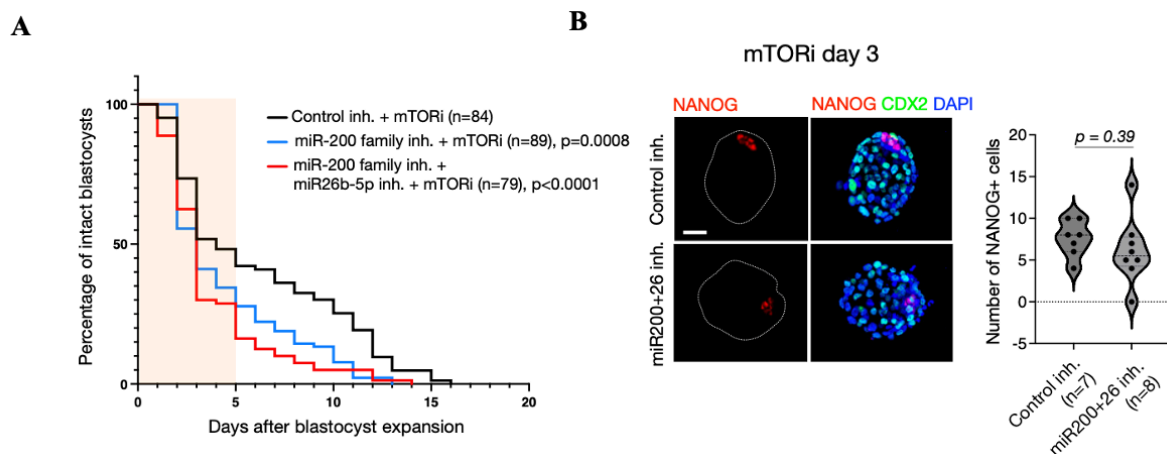 A
Percentage of intact blastocysts
100
50
0
0
5
10
15
20
Days after blastocyst expansion
Control inh. + mTORi (n=84)
miR-200 family inh. + mTORi (n=89), p=0.0008
miR-200 family inh. +
miR26b-5p inh. + mTORi (n=79), p<0.0001
B
mTORi day 3
NANOG
NANOG CDX2 DAPI
Control inh.
miR200+26 inh.
Number of NANOG+ cells
20
15
10
5
0
-5
p = 0.39
Control inh.
(n=7)
miR200+26 inh.
(n=8)